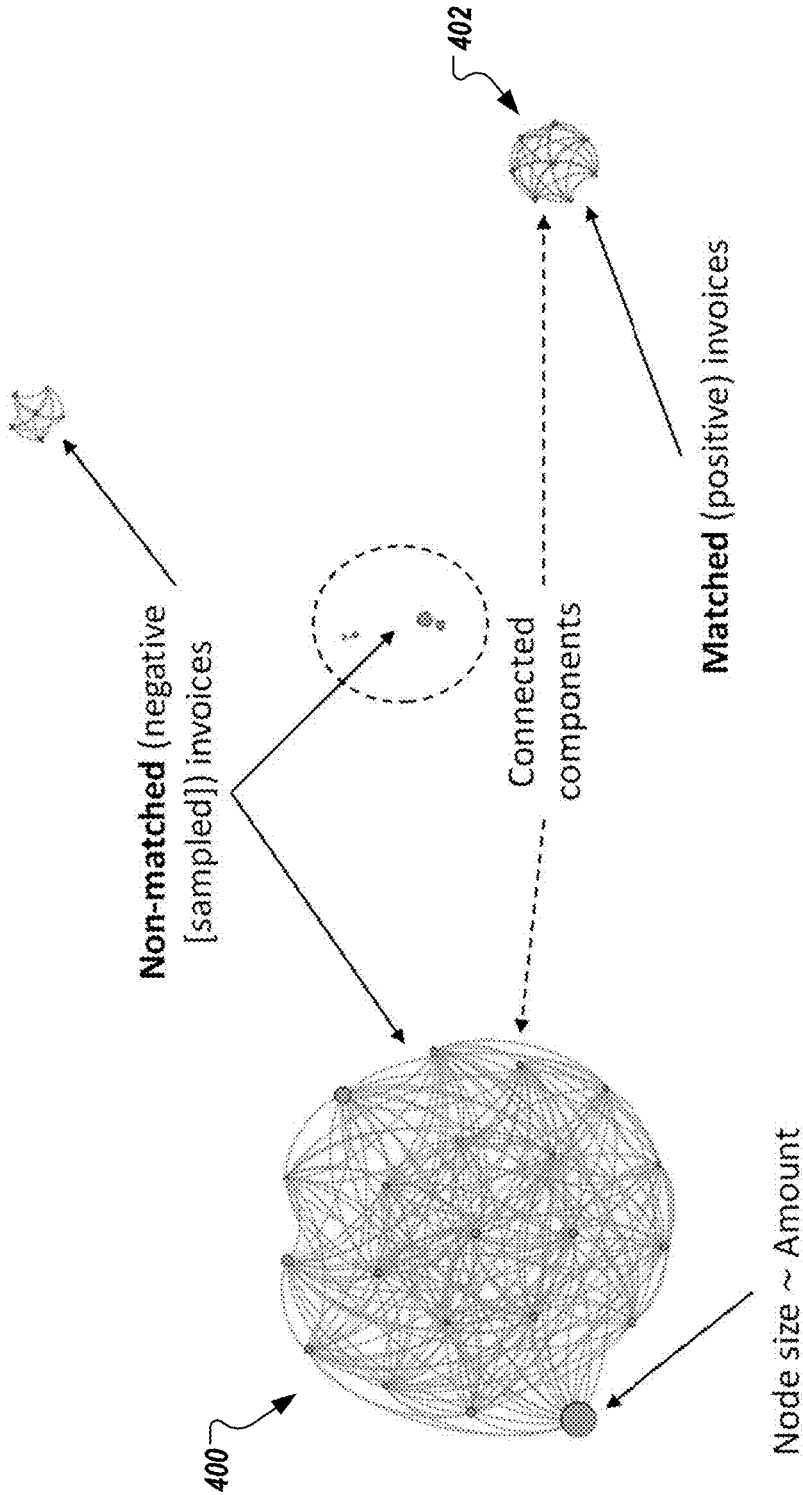 400
Non-matched (negative
[sampled]) invoices
402
Connected
components
Node size ~ Amount
Matched (positive) invoices